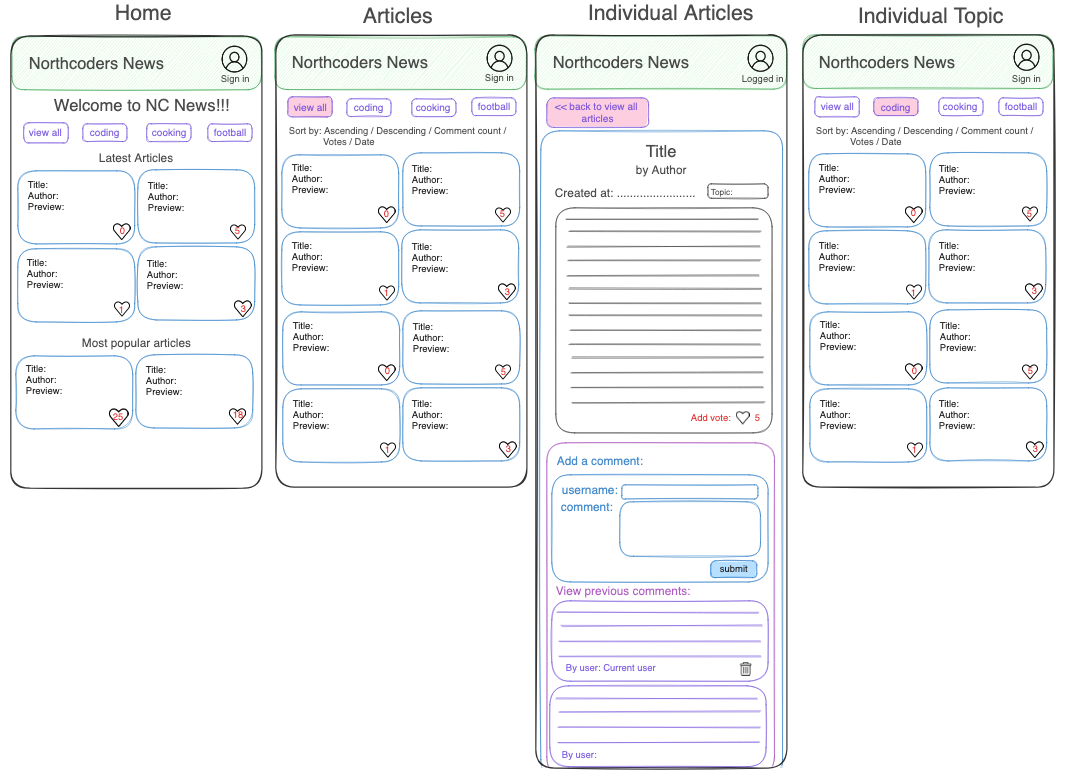 Home
Northcoders News
Sign in
Welcome to NC News!!!
view all
coding
cooking
football
Latest Articles
Title:
Author:
Preview:
0
Title:
Author:
Preview:
5
Title:
Author:
Preview:
1
Title:
Author:
Preview:
3
Most popular articles
Title:
Author:
Preview:
25
Title:
Author:
Preview:
18
Articles
Northcoders News
Sign in
view all
coding
cooking
football
Sort by: Ascending / Descending / Comment count /
Votes / Date
Title:
Author:
Preview:
0
Title:
Author:
Preview:
5
Title:
Author:
Preview:
1
Title:
Author:
Preview:
3
Title:
Author:
Preview:
0
Title:
Author:
Preview:
5
Title:
Author:
Preview:
1
Title:
Author:
Preview:
3
Individual Articles
Northcoders News
Logged in
<< back to view all
articles
Title
by Author
Created at: .........................
Topic:
Add vote: 5
Add a comment:
username:
comment:
submit
View previous comments:
By user: Current user
By user:
Individual Topic
Northcoders News
Sign in
view all
coding
cooking
football
Sort by: Ascending / Descending / Comment count /
Votes / Date
Title:
Author:
Preview:
0
Title:
Author:
Preview:
5
Title:
Author:
Preview:
1
Title:
Author:
Preview:
3
Title:
Author:
Preview:
0
Title:
Author:
Preview:
5
Title:
Author:
Preview:
1
Title:
Author:
Preview:
3